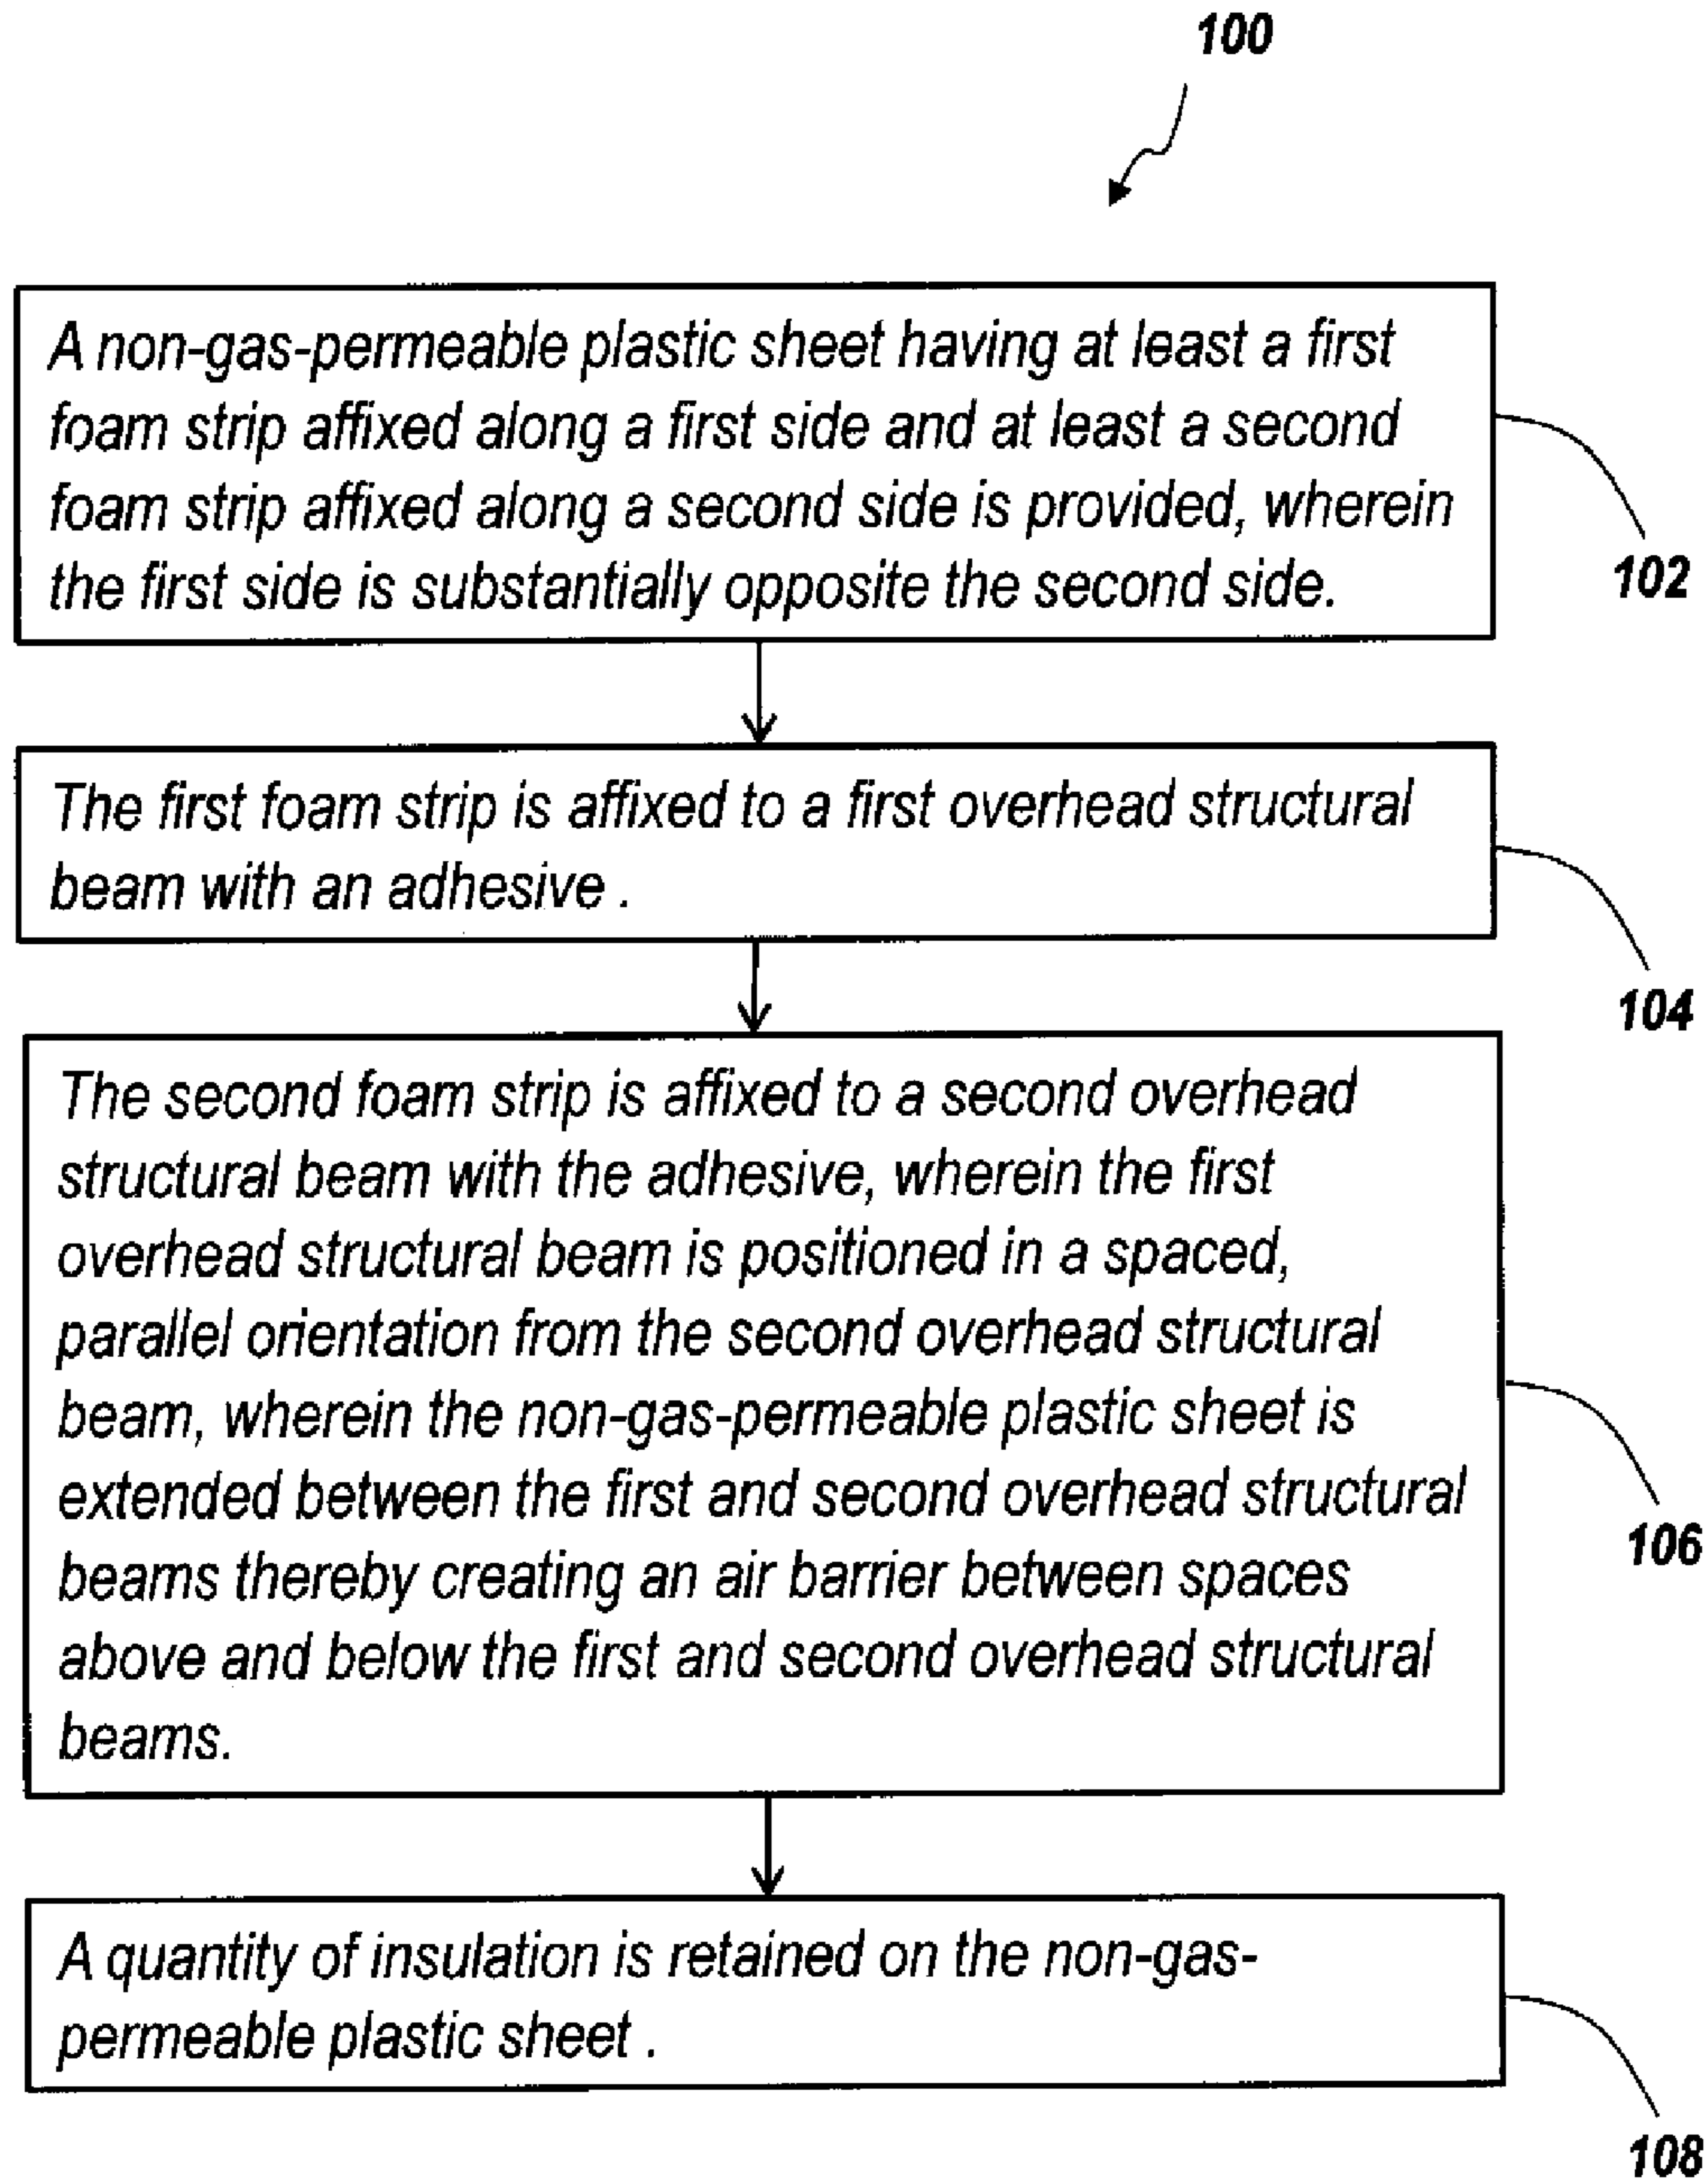 100
A non-gas-permeable plastic sheet having at least a first
foam strip affixed along a first side and at least a second
foam strip affixed along a second side is provided, wherein
the first side is substantially opposite the second side.
102
The first foam strip is affixed to a first overhead structural
beam with an adhesive .
104
The second foam strip is affixed to a second overhead
structural beam with the adhesive, wherein the first
overhead structural beam is positioned in a spaced,
parallel orientation from the second overhead structural
beam, wherein the non-gas-permeable plastic sheet is
extended between the first and second overhead structural
beams thereby creating an air barrier between spaces
above and below the first and second overhead structural
beams.
106
A quantity of insulation is retained on the non-gas-
permeable plastic sheet .
108